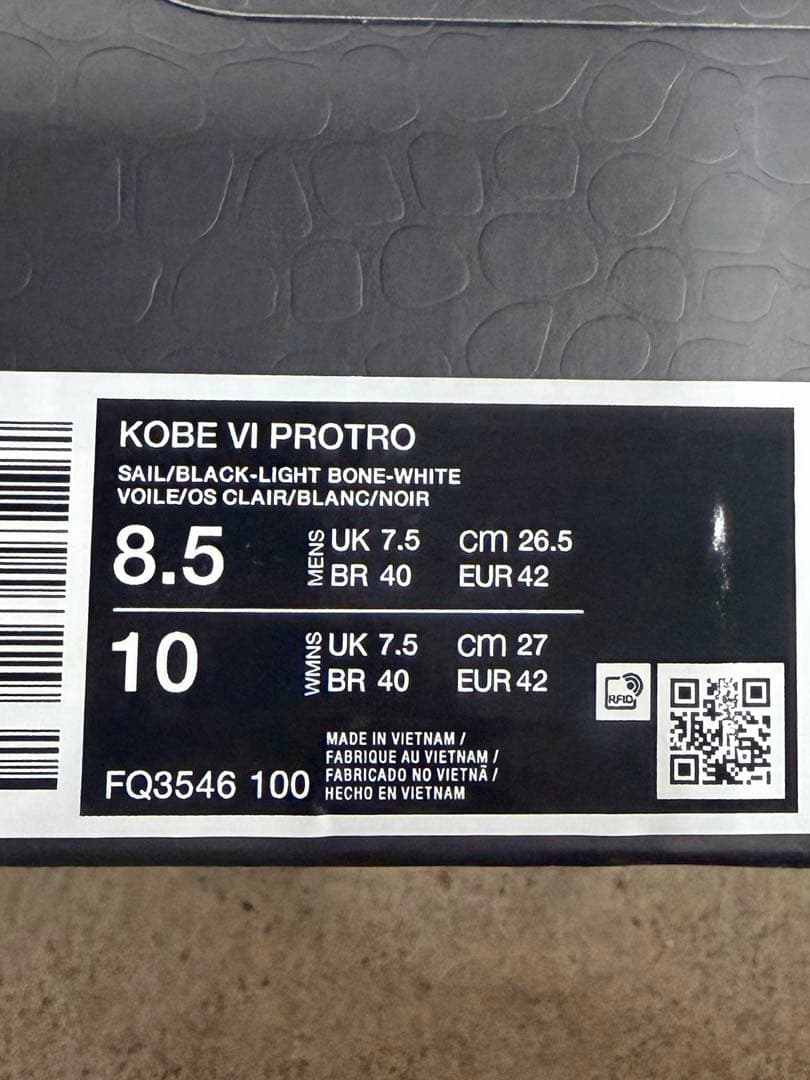 KOBE VI PROTRO
SAIL/BLACK-LIGHT BONE-WHITE
VOILE/OS CLAIR/BLANC/NOIR
8.5 MENS UK 7.5 cm 26.5
BR 40 EUR 42
10 WMNS UK 7.5 cm 27
BR 40 EUR 42
RFID
MADE IN VIETNAM /
FABRIQUE AU VIETNAM /
FABRICADO NO VIETNÃ /
HECHO EN VIETNAM
FQ3546 100